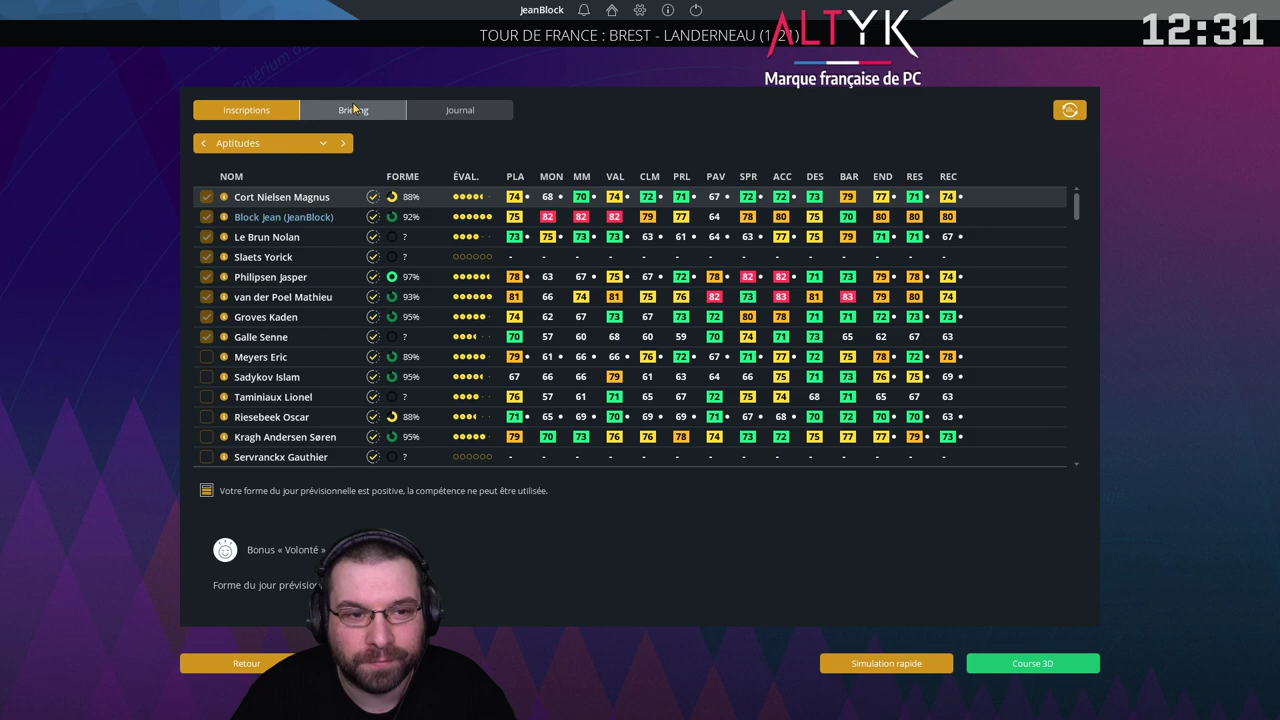 JeanBlock
TOUR DE FRANCE : BREST - LANDERNEAU (1/21)
ALTYK
Marque française de PC
12:31
Inscriptions Briefing Journal
Aptitudes
NOM FORME ÉVAL. PLA MON MM VAL CLM PRL PAV SPR ACC DES BAR END RES REC
Cort Nielsen Magnus 88% 74 68 70 74 72 71 67 72 72 73 79 77 71 74
Block Jean (JeanBlock) 92% 75 82 82 82 79 77 64 78 80 75 70 80 80 80
Le Brun Nolan ? 73 75 73 73 63 61 64 63 77 75 79 71 71 67
Slaets Yorick ? - - - - - - - - - - - - - -
Philipsen Jasper 97% 78 63 67 75 67 72 78 82 82 71 73 79 78 74
van der Poel Mathieu 93% 81 66 74 81 75 76 82 73 83 81 83 79 80 74
Groves Kaden 95% 74 62 67 73 67 73 72 80 78 71 71 72 73 73
Galle Senne ? 70 57 60 68 60 59 70 74 71 73 65 62 67 63
Meyers Eric 89% 79 61 66 66 76 72 67 71 77 72 75 78 72 78
Sadykov Islam 95% 67 66 66 79 61 63 64 66 75 71 73 76 75 69
Taminiaux Lionel ? 76 57 61 71 65 67 72 75 74 68 71 65 67 63
Riesebeek Oscar 88% 71 65 69 70 69 69 71 67 68 70 72 70 70 63
Kragh Andersen Søren 95% 79 70 73 76 76 78 74 73 72 75 77 77 79 73
Servranckx Gauthier ? - - - - - - - - - - - - - -
Votre forme du jour prévisionnelle est positive, la compétence ne peut être utilisée.
Bonus « Volonté »
Forme du jour
Retour Simulation rapide Course 3D